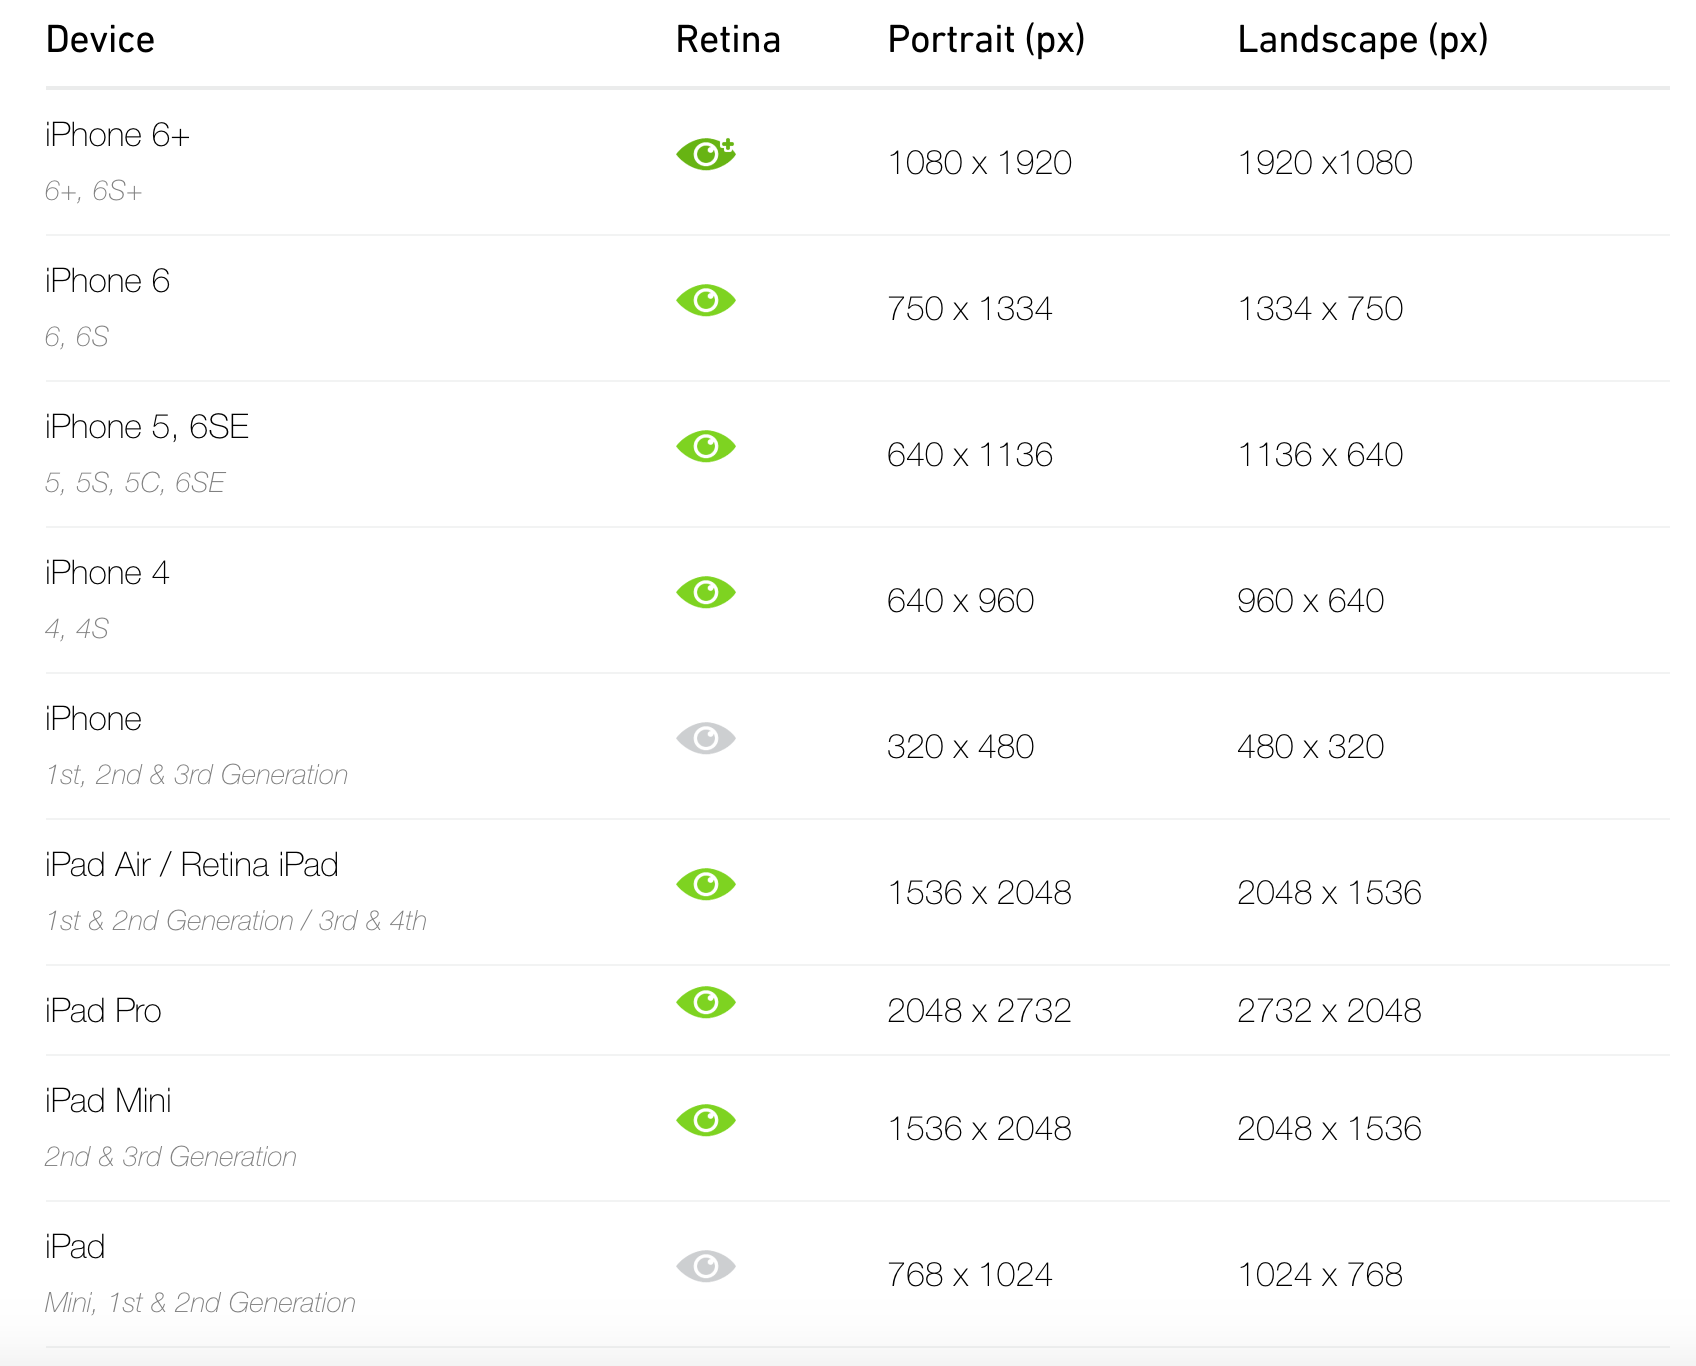 Device Retina Portrait (px) Landscape (px)
iPhone 6+
6+, 6S+
1080 x 1920 1920 x1080
iPhone 6
6, 6S
750 x 1334 1334 x 750
iPhone 5, 6SE
5, 5S, 5C, 6SE
640 x 1136 1136 x 640
iPhone 4
4, 4S
640 x 960 960 x 640
iPhone
1st, 2nd & 3rd Generation
320 x 480 480 x 320
iPad Air / Retina iPad
1st & 2nd Generation / 3rd & 4th
1536 x 2048 2048 x 1536
iPad Pro 2048 x 2732 2732 x 2048
iPad Mini
2nd & 3rd Generation
1536 x 2048 2048 x 1536
iPad
Mini, 1st & 2nd Generation
768 x 1024 1024 x 768